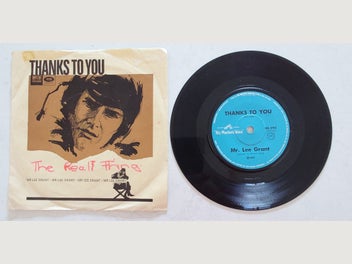 THANKS TO YOU
The Real Thing
MR LEE GRANT · MR LEE GRANT · MR LEE GRANT · MR LEE GRANT
THANKS TO YOU
His Master's Voice
Mr. Lee Grant